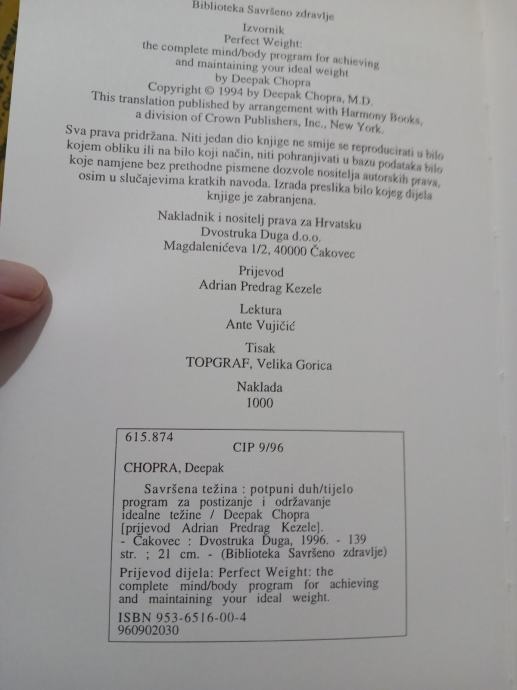 Biblioteka Savršeno zdravlje
Izvornik
Perfect Weight:
the complete mind/body program for achieving
and maintaining your ideal weight
by Deepak Chopra
Copyright © 1994 by Deepak Chopra, M.D.
This translation published by arrangement with Harmony Books,
a division of Crown Publishers, Inc., New York.
Sva prava pridržana. Niti jedan dio knjige ne smije se reproducirati u bilo
kojem obliku ili na bilo koji način, niti pohranjivati u bazu podataka bilo
koje namjene bez prethodne pismene dozvole nositelja autorskih prava,
osim u slučajevima kratkih navoda. Izrada preslika bilo kojeg dijela
knjige je zabranjena.
Nakladnik i nositelj prava za Hrvatsku
Dvostruka Duga d.o.o.
Magdalenićeva 1/2, 40000 Čakovec
Prijevod
Adrian Predrag Kezele
Lektura
Ante Vujičić
Tisak
TOPGRAF, Velika Gorica
Naklada
1000
615.874
CIP 9/96
CHOPRA, Deepak
Savršena težina : potpuni duh/tijelo
program za postizanje i održavanje
idealne težine / Deepak Chopra
[prijevod Adrian Predrag Kezele].
- Čakovec : Dvostruka Duga, 1996. - 139
str. ; 21 cm. - (Biblioteka Savršeno zdravlje)
Prijevod dijela: Perfect Weight: the
complete mind/body program for achieving
and maintaining your ideal weight.
ISBN 953-6516-00-4
960902030